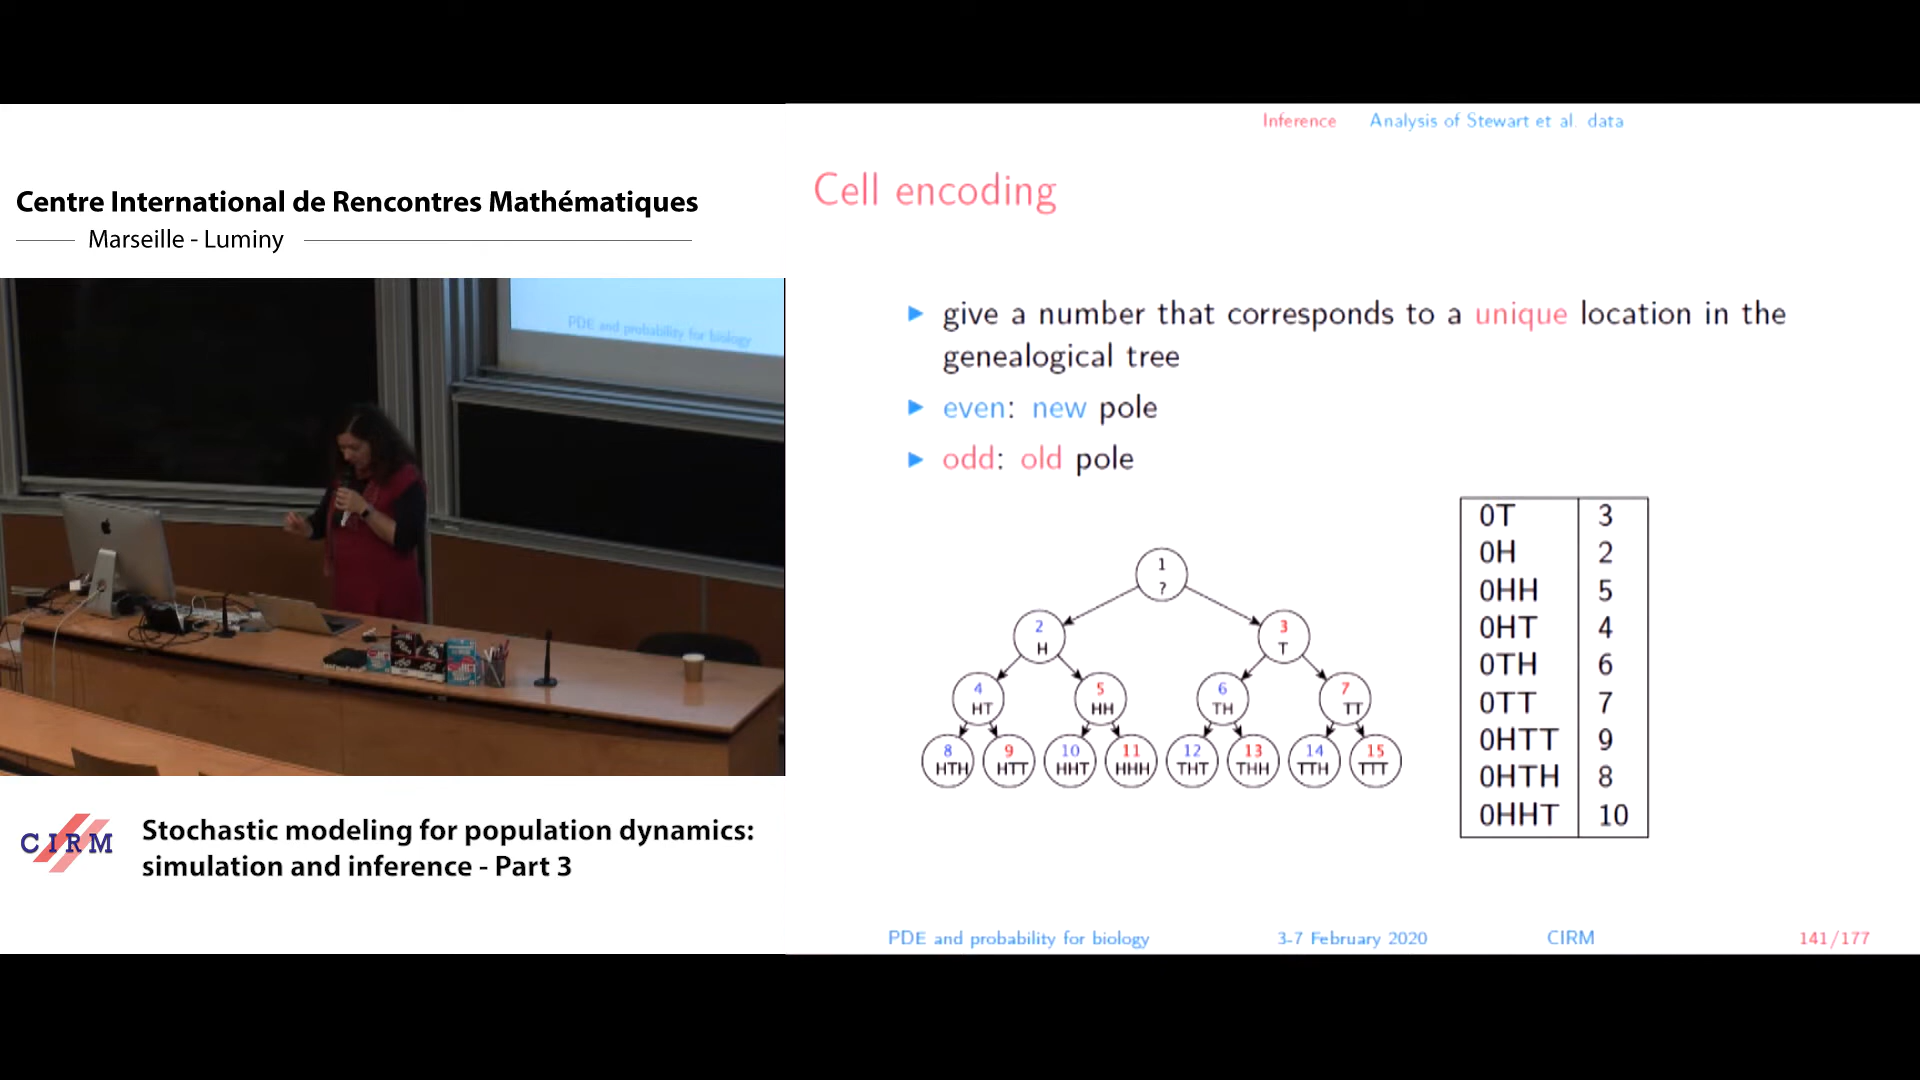 Centre International de Rencontres Mathématiques
Marseille - Luminy
PDE and probability for biology
CIRM
Stochastic modeling for population dynamics:
simulation and inference - Part 3
Inference Analysis of Stewart et al. data
Cell encoding
give a number that corresponds to a unique location in the
genealogical tree
even: new pole
odd: old pole
1
?
2
H
3
T
4
HT
5
HH
6
TH
7
TT
8
HTH
9
HTT
10
HHT
11
HHH
12
THT
13
THH
14
TTH
15
TTT
0T 3
0H 2
0HH 5
0HT 4
0TH 6
0TT 7
0HTT 9
0HTH 8
0HHT 10
PDE and probability for biology 3-7 February 2020 CIRM 141/177